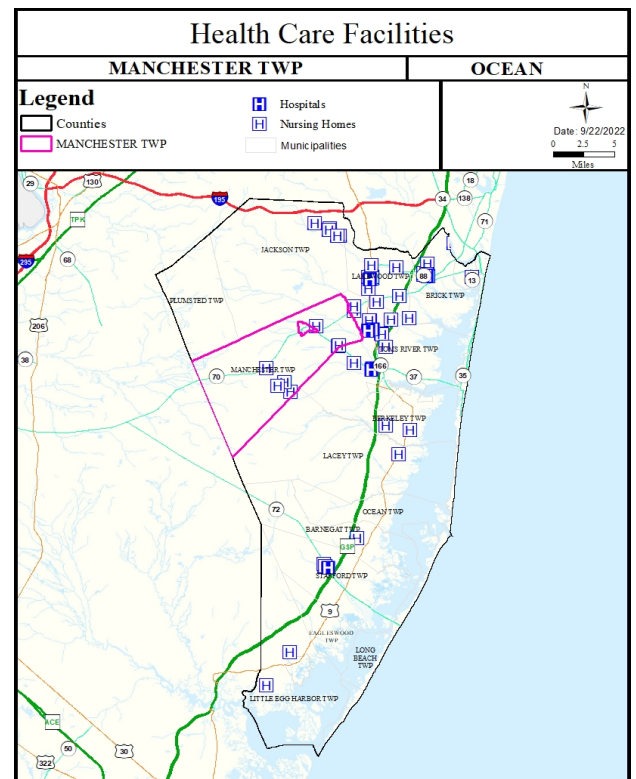 Health Care Facilities
MANCHESTER TWP
OCEAN
Legend
Counties
MANCHESTER TWP
H Hospitals
H Nursing Homes
Municipalities
N
Date: 9/22/2022
0 2.5 5
Miles
29
130
195
18
34
138
71
TPK
JACKSON TWP
295
68
LAKEWOOD TWP
88
13
PLUMSTED TWP
BRICK TWP
206
TOMS RIVER TWP
38
70
MANCHESTER TWP
166
37
35
BERKELEY TWP
LACEY TWP
72
OCEAN TWP
BARNEGAT TWP
GSP
STAFFORD TWP
9
EAGLESWOOD
TWP
LONG
BEACH
TWP
LITTLE EGG HARBOR TWP
ACE
50
30
322